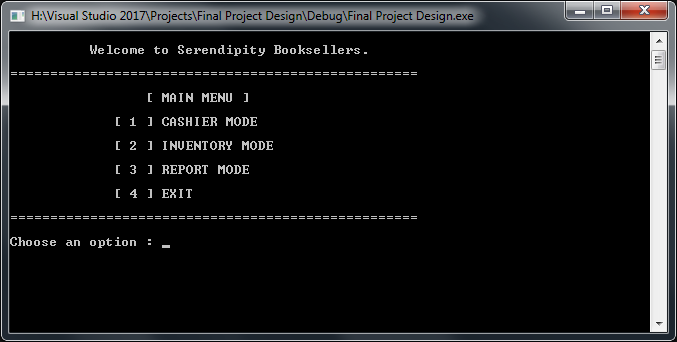 H:\Visual Studio 2017\Projects\Final Project Design\Debug\Final Project Design.exe
Welcome to Serendipity Booksellers.
===================================================
[ MAIN MENU ]
[ 1 ] CASHIER MODE
[ 2 ] INVENTORY MODE
[ 3 ] REPORT MODE
[ 4 ] EXIT
===================================================
Choose an option : _